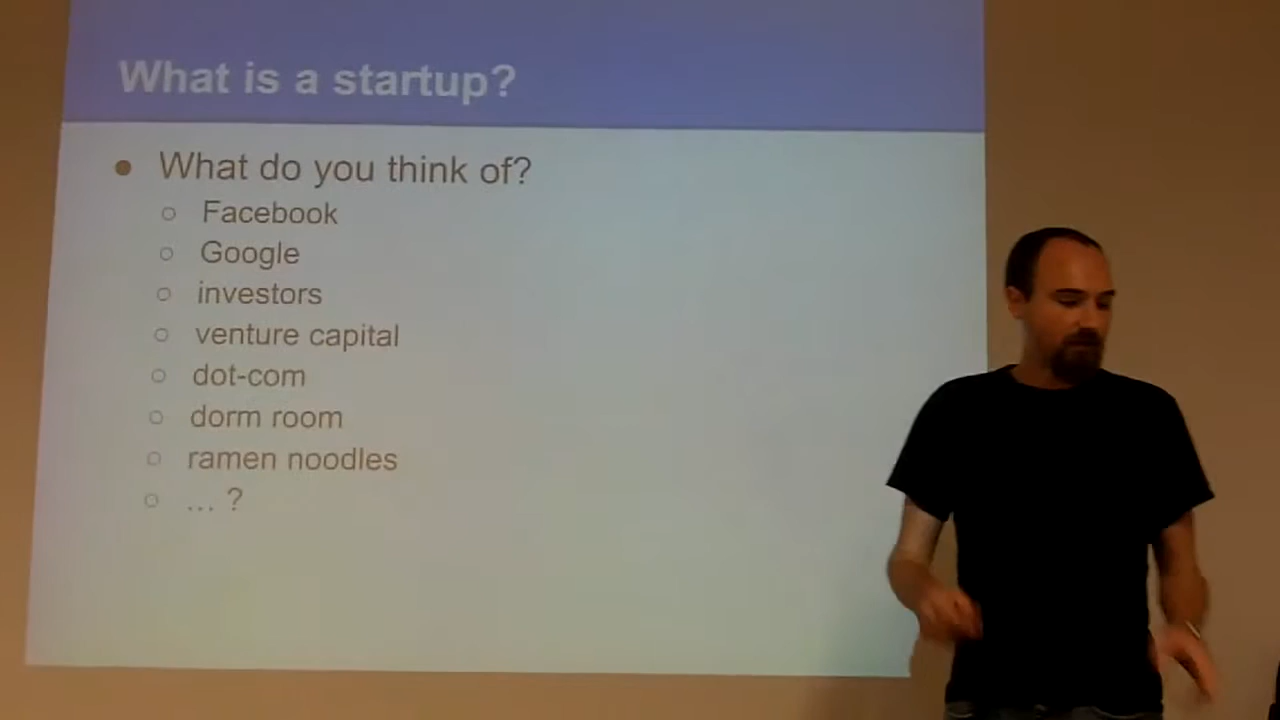 What is a startup?
● What do you think of?
○ Facebook
○ Google
○ investors
○ venture capital
○ dot-com
○ dorm room
○ ramen noodles
○ ... ?